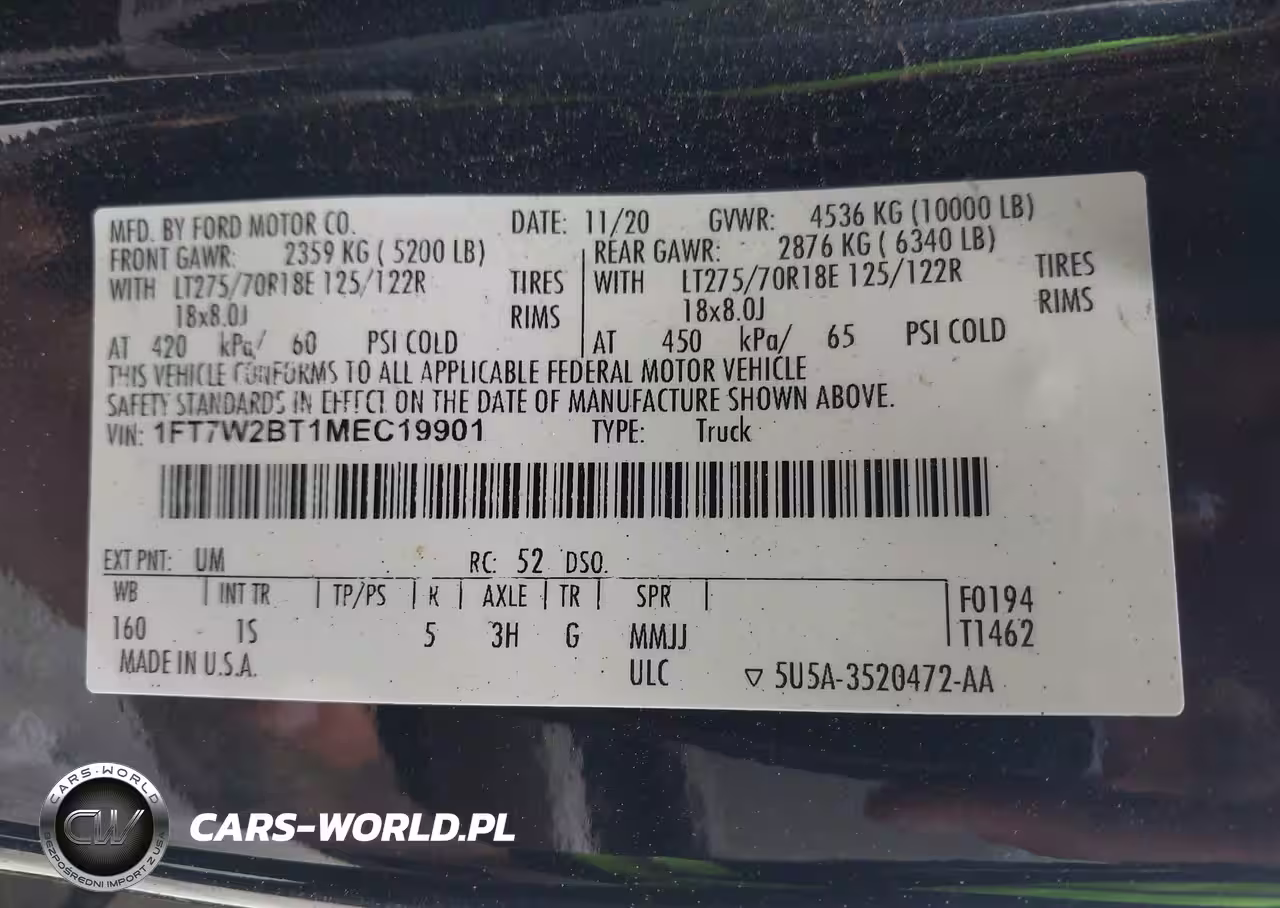 MFD. BY FORD MOTOR CO. DATE: 11/20 GVWR: 4536 KG (10000 LB)
FRONT GAWR: 2359 KG ( 5200 LB) REAR GAWR: 2876 KG ( 6340 LB)
WITH LT275/70R18E 125/122R TIRES WITH LT275/70R18E 125/122R TIRES
18x8.0J RIMS 18x8.0J RIMS
AT 420 kPa/ 60 PSI COLD AT 450 kPa/ 65 PSI COLD
THIS VEHICLE CONFORMS TO ALL APPLICABLE FEDERAL MOTOR VEHICLE
SAFETY STANDARDS IN EFFECT ON THE DATE OF MANUFACTURE SHOWN ABOVE.
VIN: 1FT7W2BT1MEC19901 TYPE: Truck
EXT PNT: UM RC: 52 DSO:
WB INT TR TP/PS R AXLE TR SPR F0194
160 1S 5 3H G MMJJ T1462
MADE IN U.S.A. ULC ▽ 5U5A-3520472-AA
CARS-WORLD
CW
BEZPOŚREDNI IMPORT Z USA
CARS-WORLD.PL